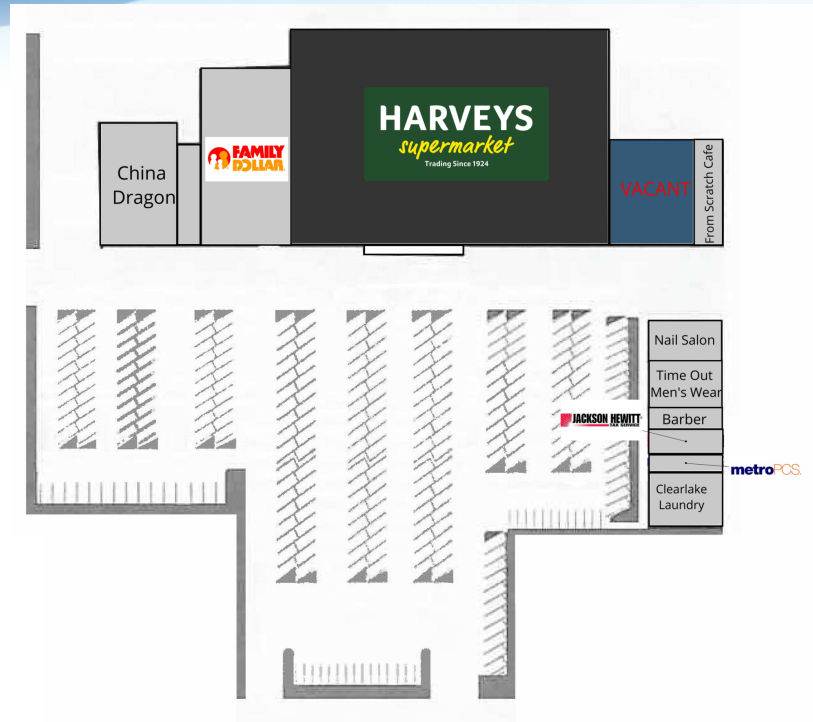 China
Dragon
FAMILY
DOLLAR
HARVEYS
supermarket
Trading Since 1924
VACANT
From Scratch Cafe
Nail Salon
Time Out
Men's Wear
JACKSON HEWITT
TAX SERVICE
Barber
metroPCS.
Clearlake
Laundry